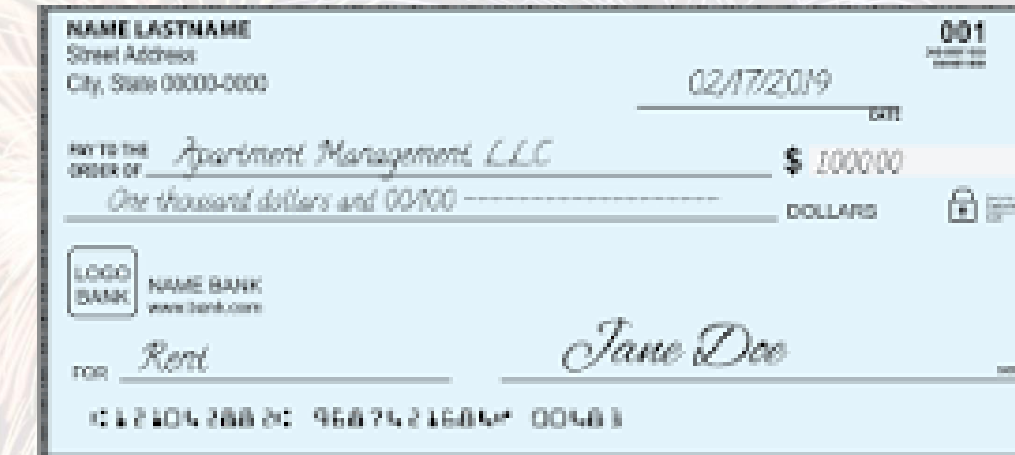 NAME LASTNAME
001
Street Address
City, State 00000-0000
02/17/2019
DATE
PAY TO THE
ORDER OF
Apartment Management, LLC
$ 1000.00
One thousand dollars and 00/100 --------------------
DOLLARS
LOGO
BANK
NAME BANK
www.bank.com
FOR Rent
Jane Doe